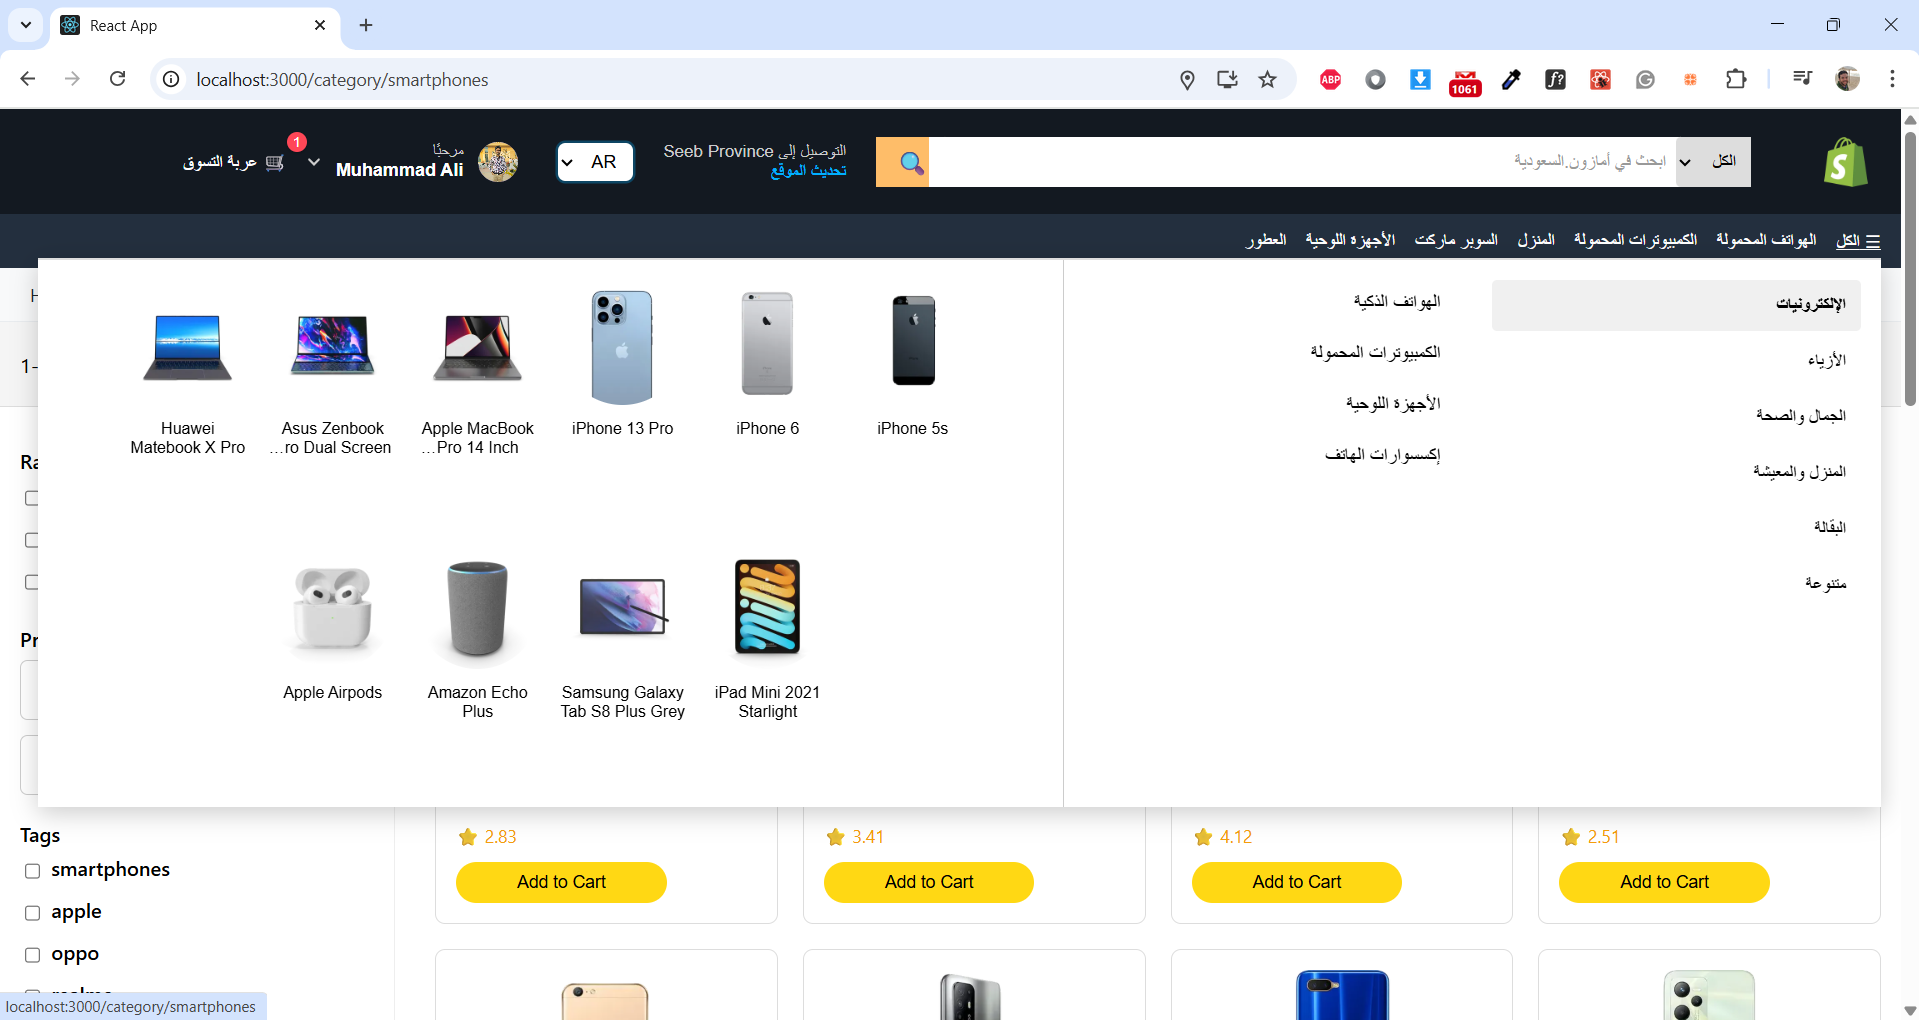 React App
localhost:3000/category/smartphones
ABP
1061
f?
الكل
ابحث في أمازون.السعودية
التوصيل إلى Seeb Province
تحديث الموقع
AR
مرحبًا
Muhammad Ali
عربة التسوق
1
☰ الكل
الهواتف المحمولة
الكمبيوترات المحمولة
المنزل
السوبر ماركت
الأجهزة اللوحية
العطور
الإلكترونيات
الأزياء
الجمال والصحة
المنزل والمعيشة
البقالة
متنوعة
الهواتف الذكية
الكمبيوترات المحمولة
الأجهزة اللوحية
إكسسوارات الهاتف
iPhone 5s
iPhone 6
iPhone 13 Pro
Apple MacBook
...Pro 14 Inch
Asus Zenbook
...ro Dual Screen
Huawei
Matebook X Pro
iPad Mini 2021
Starlight
Samsung Galaxy
Tab S8 Plus Grey
Amazon Echo
Plus
Apple Airpods
H
1-
Ra
Pr
Tags
smartphones
apple
oppo
2.83
3.41
4.12
2.51
Add to Cart
Add to Cart
Add to Cart
Add to Cart
localhost:3000/category/smartphones